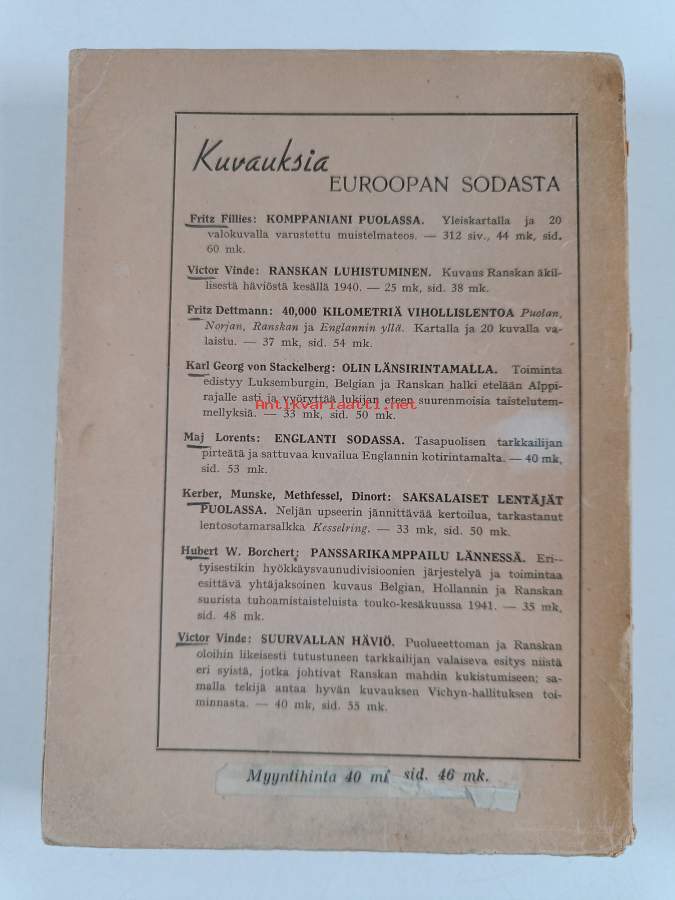 Kuvauksia
EUROOPAN SODASTA
Fritz Fillies: KOMPPANIANI PUOLASSA. Yleiskartalla ja 20
valokuvalla varustettu muistelmateos. — 312 siv., 44 mk, sid.
60 mk.
Victor Vinde: RANSKAN LUHISTUMINEN. Kuvaus Ranskan äkil-
lisestä häviöstä kesällä 1940. — 25 mk, sid. 38 mk.
Fritz Dettmann: 40,000 KILOMETRIÄ VIHOLLISLENTOA Puolan,
Norjan, Ranskan ja Englannin yllä. Kartalla ja 20 kuvalla va-
laistu. — 37 mk, sid. 54 mk.
Karl Georg von Stackelberg: OLIN LÄNSIRINTAMALLA. Toiminta
edistyy Luksemburgin, Belgian ja Ranskan halki etelään Alppi-
rajalle asti ja vyöryttää lukijan eteen suurenmoisia taistelutem-
Antikvariaatti.net
mellyksiä. — 33 mk, sid. 50 mk.
Maj Lorents: ENGLANTI SODASSA. Tasapuolisen tarkkailijan
pirteätä ja sattuvaa kuvailua Englannin kotirintamalta. — 40 mk,
sid. 53 mk.
Kerber, Munske, Methfessel, Dinort: SAKSALAISET LENTÄJÄT
PUOLASSA. Neljän upseerin jännittävää kertoilua, tarkastanut
lentosotamarsalkka Kesselring. — 33 mk, sid. 50 mk.
Hubert W. Borchert: PANSSARIKAMPPAILU LÄNNESSÄ. Eri-
tyisestikin hyökkäysvaunudivisioonien järjestelyä ja toimintaa
esittävä yhtäjaksoinen kuvaus Belgian, Hollannin ja Ranskan
suurista tuhoamistaisteluista touko-kesäkuussa 1941. — 35 mk,
sid. 48 mk.
Victor Vinde: SUURVALLAN HÄVIÖ. Puolueettoman ja Ranskan
oloihin likeisesti tutustuneen tarkkailijan valaiseva esitys niistä
eri syistä, jotka johtivat Ranskan mahdin kukistumiseen; sa-
malla tekijä antaa hyvän kuvauksen Vichyn-hallituksen toi-
minnasta. — 40 mk, sid. 55 mk.
Myyntihinta 40 mk sid. 46 mk.